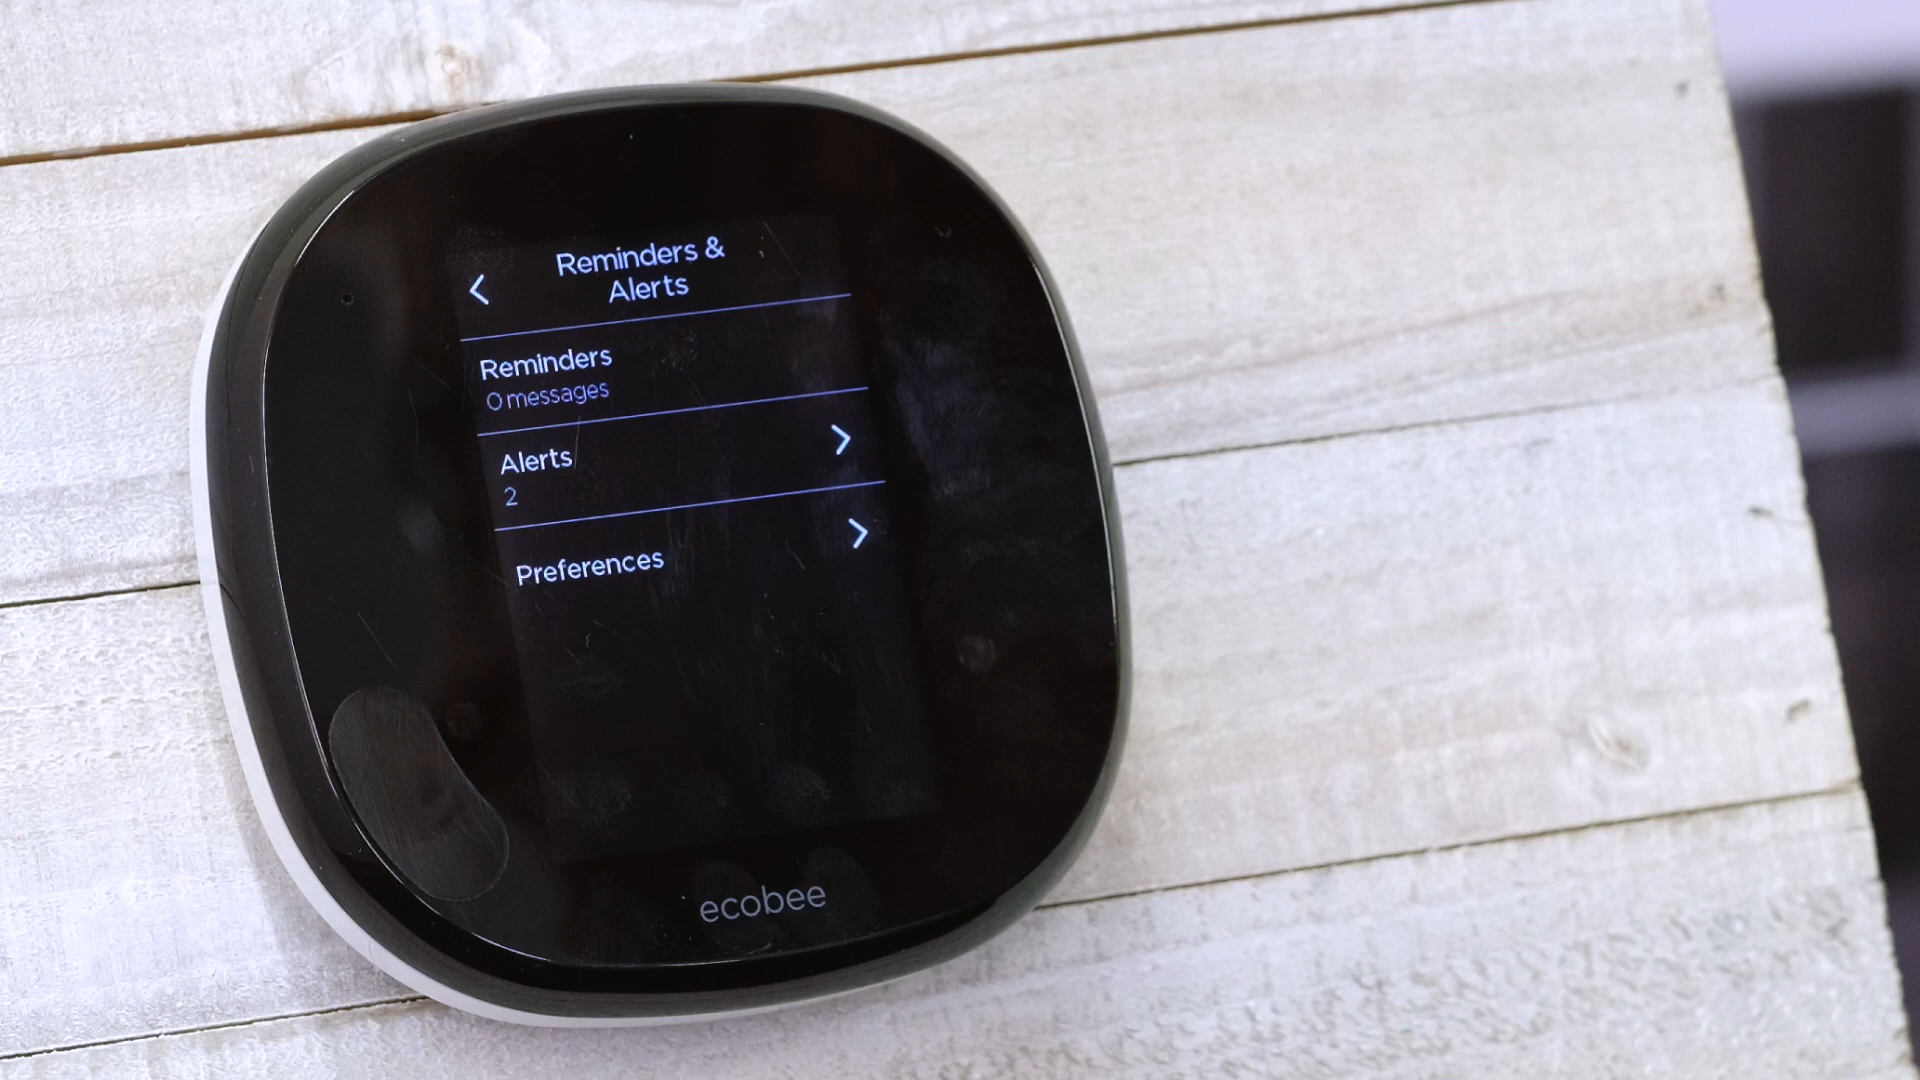 Reminders &
Alerts
Reminders
0 messages
Alerts
2
Preferences
ecobee